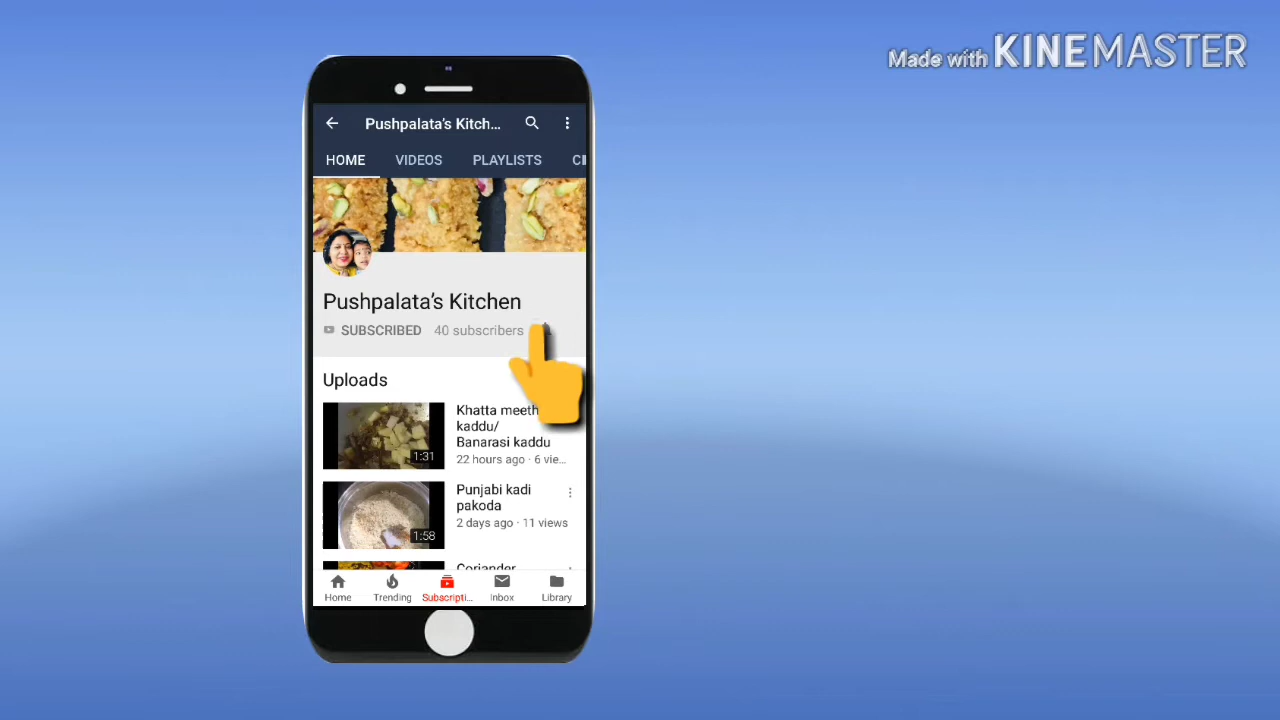 Made with KINEMASTER
Pushpalata's Kitch...
HOME VIDEOS PLAYLISTS
Pushpalata's Kitchen
SUBSCRIBED 40 subscribers
Uploads
Khatta meeth
kaddu/
Banarasi kaddu
22 hours ago · 6 vie...
1:31
Punjabi kadi
pakoda
2 days ago · 11 views
1:58
Coriander
Home Trending Subscripti... Inbox Library